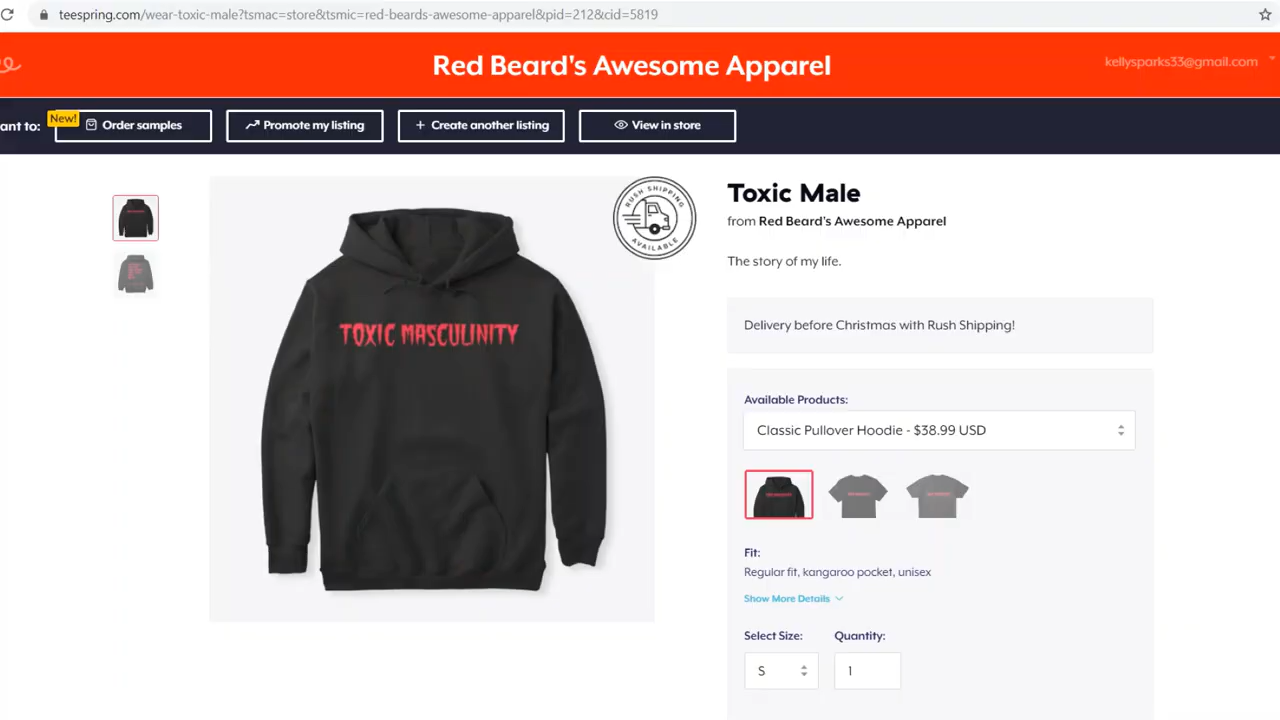 teespring.com/wear-toxic-male?tsmac=store&tsmic=red-beards-awesome-apparel&pid=212&cid=5819
Red Beard's Awesome Apparel
kellysparks33@gmail.com
ant to:
New!
Order samples
Promote my listing
+ Create another listing
View in store
RUSH SHIPPING
AVAILABLE
TOXIC MASCULINITY
Toxic Male
from Red Beard's Awesome Apparel
The story of my life.
Delivery before Christmas with Rush Shipping!
Available Products:
Classic Pullover Hoodie - $38.99 USD
Fit:
Regular fit, kangaroo pocket, unisex
Show More Details
Select Size:
Quantity:
S
1